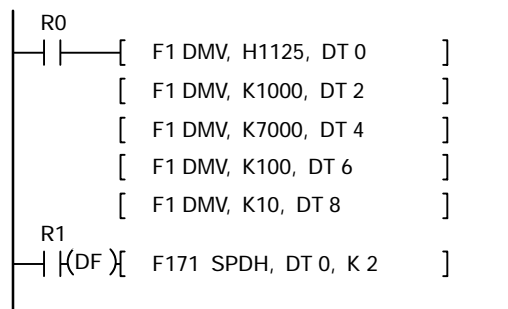 R0
[ F1 DMV, H1125, DT 0 ]
[ F1 DMV, K1000, DT 2 ]
[ F1 DMV, K7000, DT 4 ]
[ F1 DMV, K100, DT 6 ]
[ F1 DMV, K10, DT 8 ]
R1
(DF) [ F171 SPDH, DT 0, K 2 ]